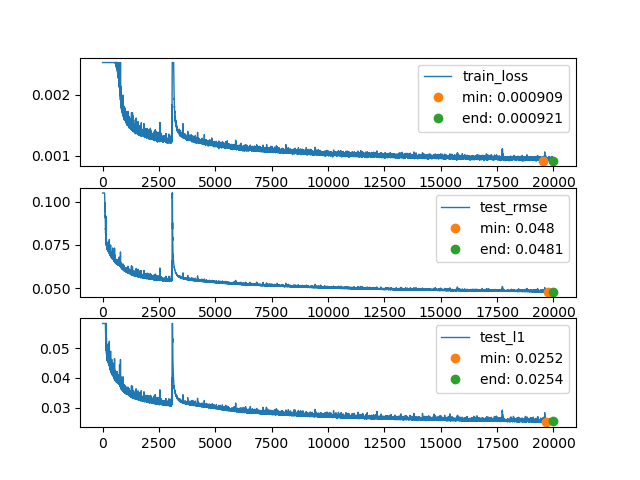 train_loss
min: 0.000909
end: 0.000921
0.002
0.001
0 2500 5000 7500 10000 12500 15000 17500 20000
test_rmse
min: 0.048
end: 0.0481
0.100
0.075
0.050
0 2500 5000 7500 10000 12500 15000 17500 20000
test_l1
min: 0.0252
end: 0.0254
0.05
0.04
0.03
0 2500 5000 7500 10000 12500 15000 17500 20000